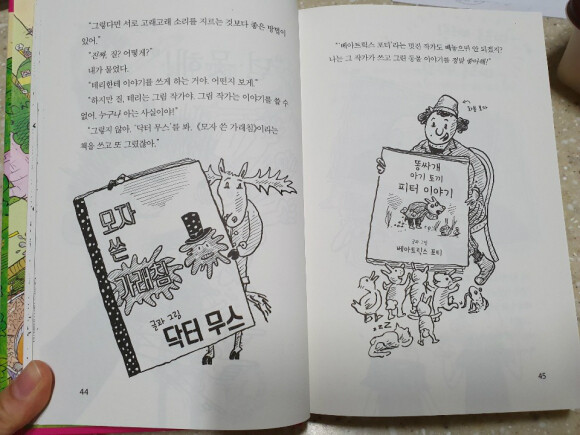 "그렇다면 서로 고래고래 소리를 지르는 것보다 좋은 방법이
있어."
"진짜, 질? 어떻게?"
내가 물었다.
"테리한테 이야기를 쓰게 하는 거야. 어떤지 보게."
"하지만 질, 테리는 그림 작가야. 그림 작가는 이야기를 쓸 수
없어. 누구나 아는 사실이야!"
"그렇지 않아. '닥터 무스'를 봐. 《모자 쓴 가래침》이라는
책을 쓰고 또 그렸잖아."
모자
쓴
가래침
글과 그림
닥터 무스
44
"'베아트릭스 포티'라는 멋진 작가도 빼놓으면 안 되겠지?
나는 그 작가가 쓰고 그린 동물 이야기를 정말 좋아해!"
똥싸개
아기 토끼
피터 이야기
글과 그림
베아트릭스 포티
zzZ
45